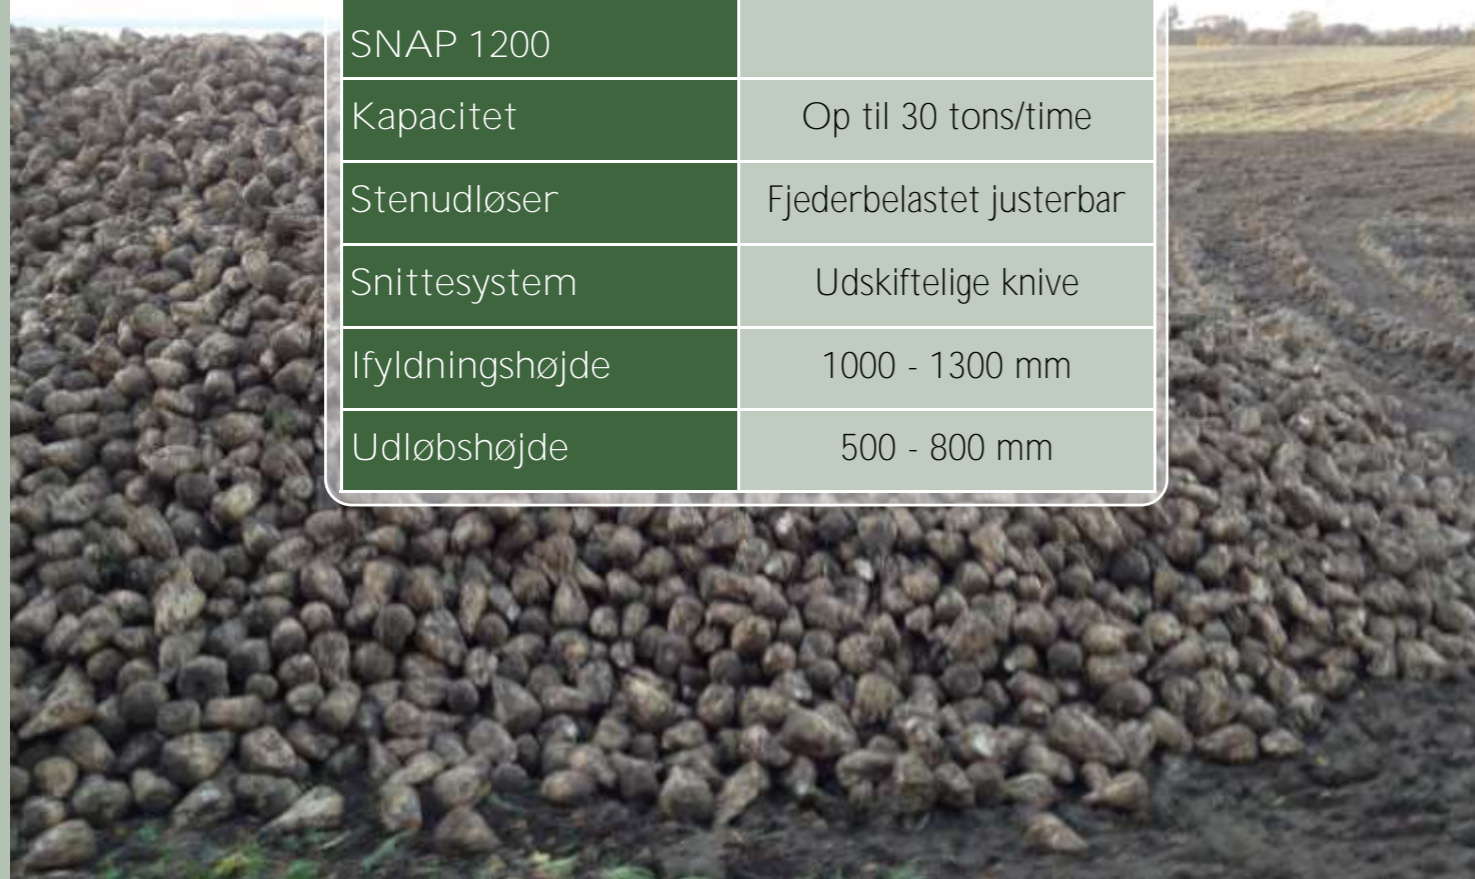 SNAP 1200
Kapacitet Op til 30 tons/time
Stenudløser Fjederbelastet justerbar
Snittesystem Udskiftelige knive
Ifyldningshøjde 1000 - 1300 mm
Udløbshøjde 500 - 800 mm